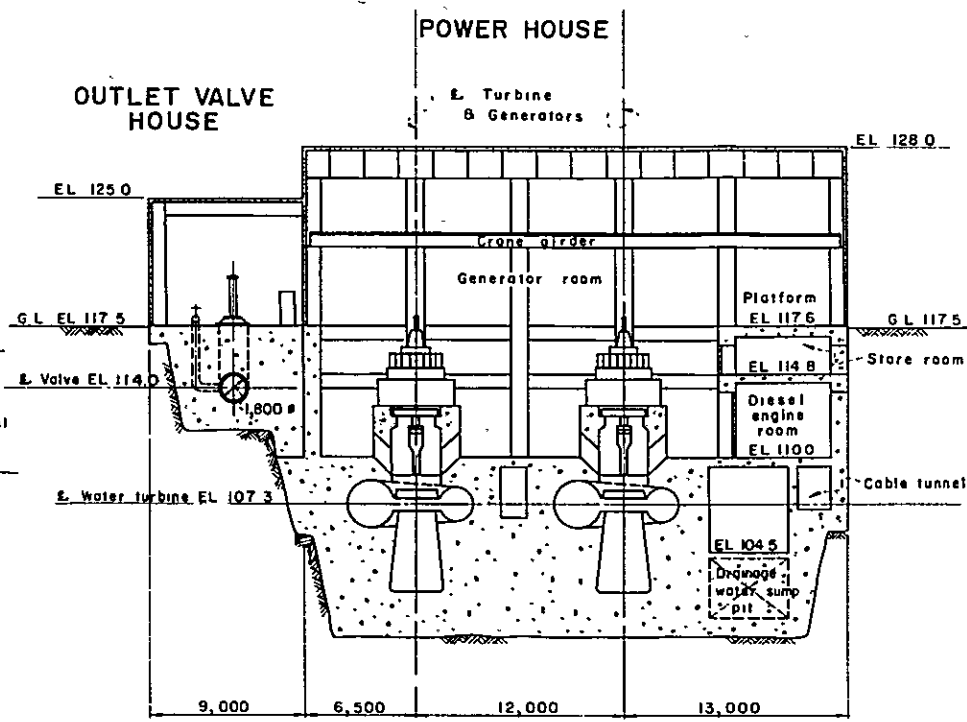 POWER HOUSE
OUTLET VALVE
HOUSE
℄ Turbine
& Generators
EL 128.0
EL 125.0
Crane girder
Generator room
Platform
EL 117.6
G L EL 117.5
G L 117.5
Store room
EL 114.8
℄ Valve EL 114.0
1,800 ø
Diesel
engine
room
EL 110.0
℄ Water turbine EL 107.3
Cable tunnel
EL 104.5
Drainage
water sump
pit
9,000
6,500
12,000
13,000